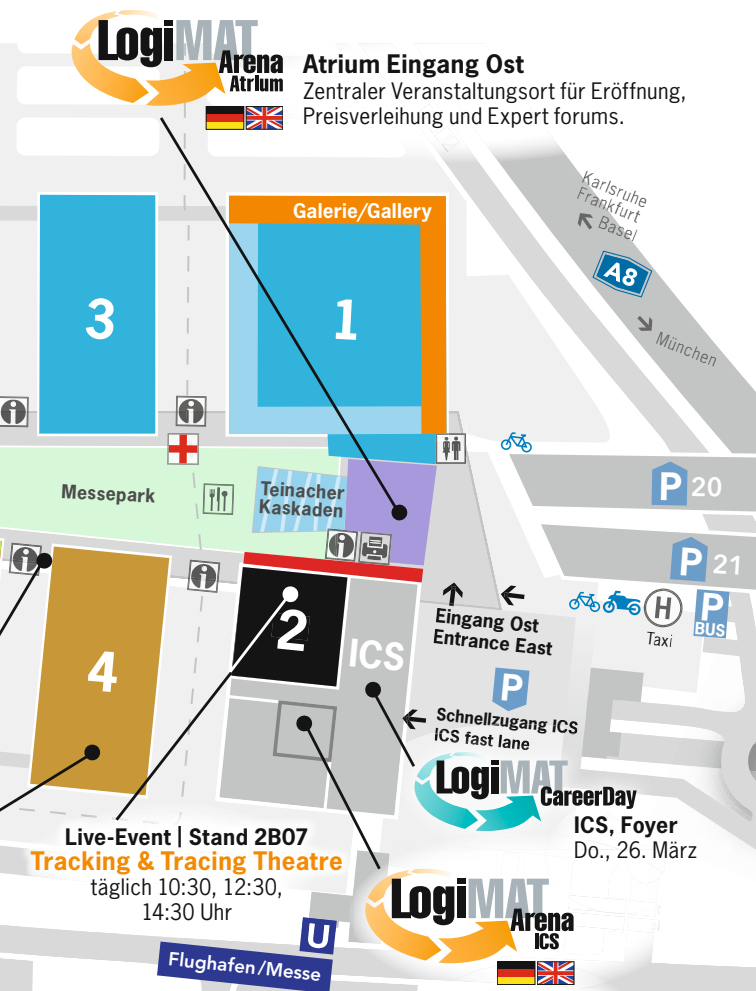 LogiMAT
Arena
Atrium
Atrium Eingang Ost
Zentraler Veranstaltungsort für Eröffnung,
Preisverleihung und Expert forums.
Karlsruhe
Frankfurt
Basel
A8
München
Galerie/Gallery
3
1
Messepark
Teinacher
Kaskaden
P 20
P 21
H
Taxi
P
BUS
Eingang Ost
Entrance East
2
ICS
4
P
Schnellzugang ICS
ICS fast lane
LogiMAT
CareerDay
ICS, Foyer
Do., 26. März
Live-Event | Stand 2B07
Tracking & Tracing Theatre
täglich 10:30, 12:30,
14:30 Uhr
LogiMAT
Arena
ICS
U
Flughafen/Messe